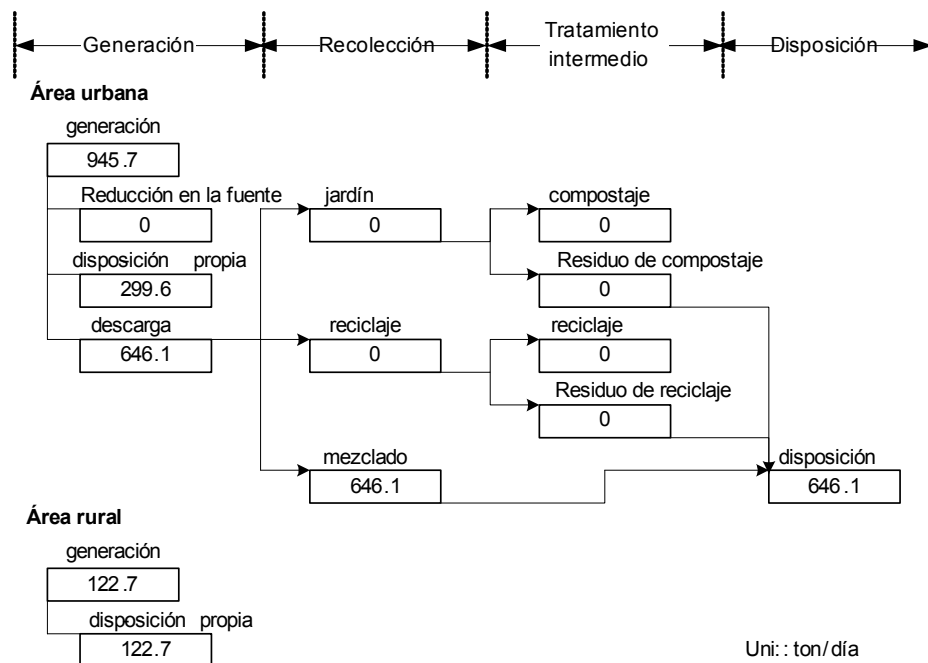 Generación Recolección Tratamiento intermedio Disposición
Área urbana
generación
945.7
Reducción en la fuente jardín compostaje
0 0 0
disposición propia Residuo de compostaje
299.6 0
descarga reciclaje reciclaje
646.1 0 0
Residuo de reciclaje
0
mezclado disposición
646.1 646.1
Área rural
generación
122.7
disposición propia
122.7 Uni:: ton/día